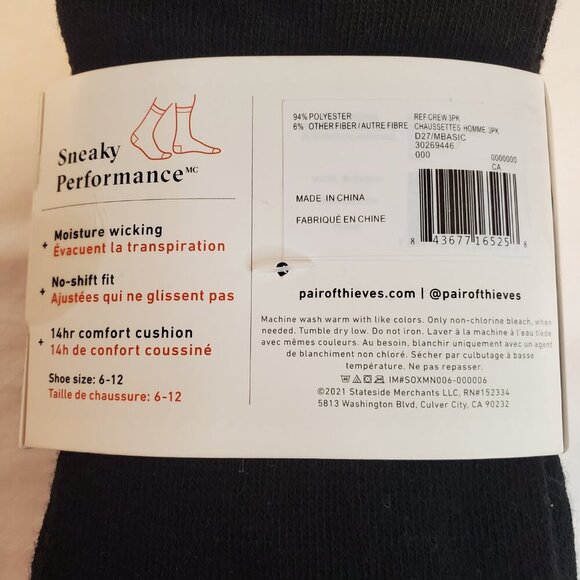 Sneaky
Performance MC
+ Moisture wicking
Évacuent la transpiration
+ No-shift fit
Ajustées qui ne glissent pas
+ 14hr comfort cushion
14h de confort coussiné
Shoe size: 6-12
Taille de chaussure: 6-12
94% POLYESTER
6% OTHER FIBER/AUTRE FIBRE
MADE IN CHINA
FABRIQUÉ EN CHINE
REF CREW 3PK
CHAUSSETTES HOMME 3PK
D27/MBASIC
30269446
000 0000000
CA
8 43677 16525 8
pairofthieves.com | @pairofthieves
Machine wash warm with like colors. Only non-chlorine bleach, when
needed. Tumble dry low. Do not iron. Laver à la machine à l'eau tiède
avec mêmes couleurs. Au besoin, blanchir uniquement avec un agent
de blanchiment non chloré. Sécher par culbutage à basse
température. Ne pas repasser.
IM#SOXMN006-000006
©2021 Stateside Merchants LLC, RN#152334
5813 Washington Blvd, Culver City, CA 90232